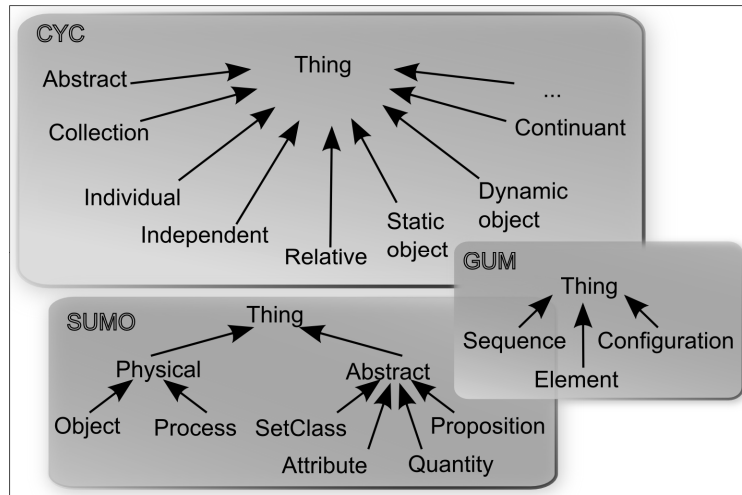 CYC
Thing
Abstract
...
Collection
Continuant
Individual
Dynamic
object
Independent
Static
object
Relative
GUM
Thing
Sequence
Configuration
Element
SUMO
Thing
Physical
Abstract
Object
Process
SetClass
Proposition
Attribute
Quantity